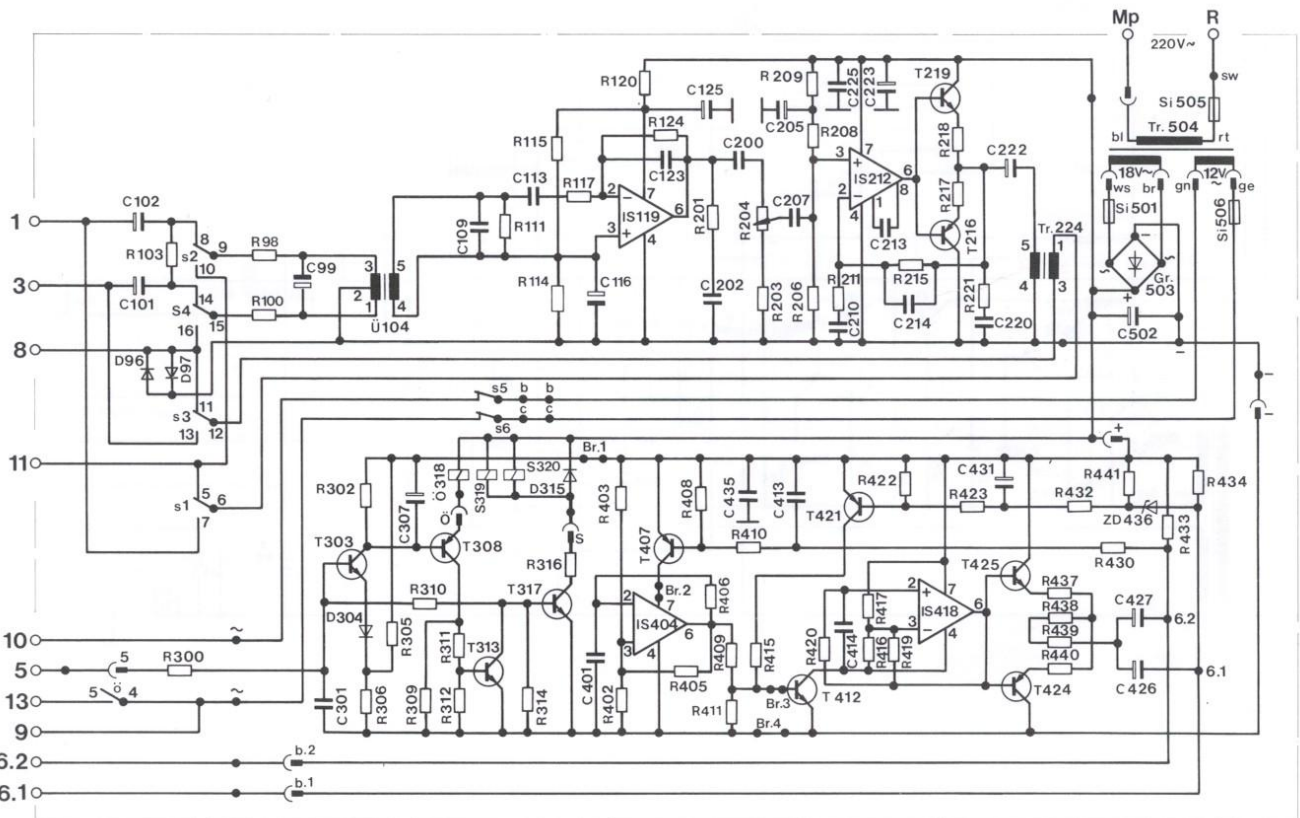 Mp R
220V~
sw
Si 505
Tr. 504
bl rt
18V~ 12V ~
ws br gn ge
Si 501 Si 506
Gr. 503
C 502
+ − ~ ~
R120 C125 R124 R115 C123 C200
R209 C225 C223 T219
C205 R208 R218 C222
C113 R117 IS119 R201 R204 C207 IS212 R217 T216 Tr. 224
2 3 7 6 4
3 2 7 6 8 1 4
C213
5 4 1 3
C109 R111 R114 C116 C202 R203 R206 R211 C210 R215 C214 R221 C220
1 C102
R103 8 s2 9 10 R98 C99
3 C101 14 S4 15 16 R100
3 5 2 1 4 Ü104
8 D96 D97
11 s3 12 13
s5 b b
s6 c c
11
5 s1 6 7
Ö318 S319 S320 D315 Br.1
R302 C307 ö S
R403 R408 C435 C413
R422 C431 R441 R434
T421 R423 R432 ZD436 R433
T303 T308 T407 R410 R430
R316 R310 T317 Br.2 R406
T425 R437 R438 R439 R440 C427 6.2
D304 R305 R311 T313
2 3 7 6 4 IS404
R417 2 3 7 6 4 IS418
R409 R415 R420 C414 R416 R419
C426 6.1
10 ~
5 5 R300
13 5 ö 4 ~
C301 R306 R309 R312 R314 C401 R402 R405 R411 Br.3 Br.4 T412 T424
9
6.2 b.2
6.1 b.1